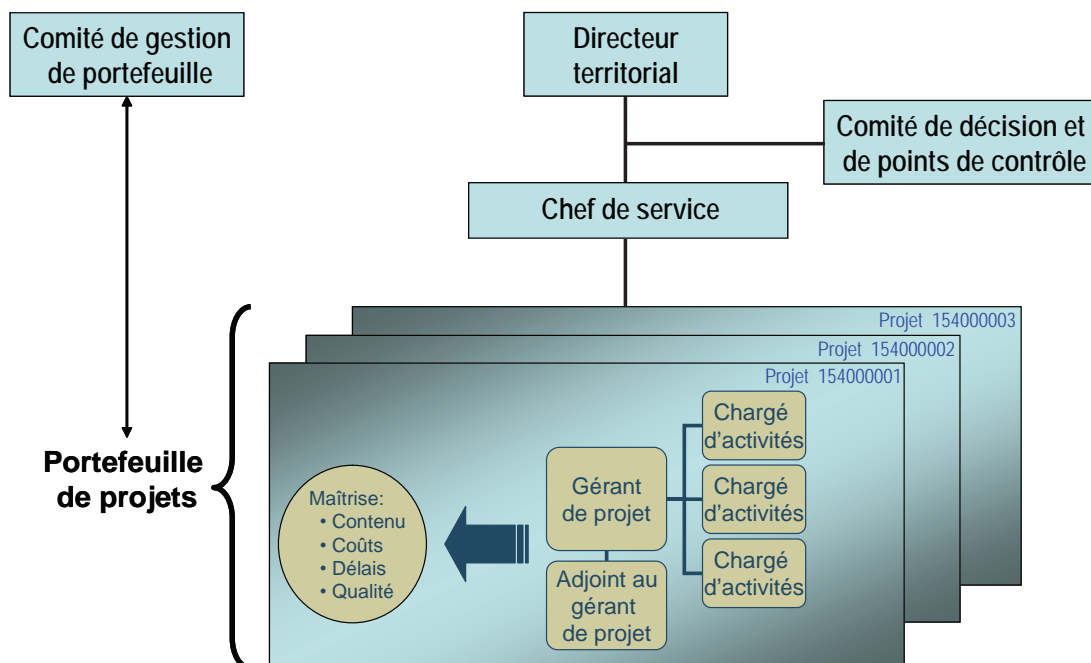 Comité de gestion
de portefeuille
Directeur
territorial
Comité de décision et
de points de contrôle
Chef de service
Projet 154000003
Projet 154000002
Projet 154000001
Portefeuille
de projets
Maîtrise:
• Contenu
• Coûts
• Délais
• Qualité
Gérant
de projet
Adjoint au
gérant
de projet
Chargé
d'activités
Chargé
d'activités
Chargé
d'activités